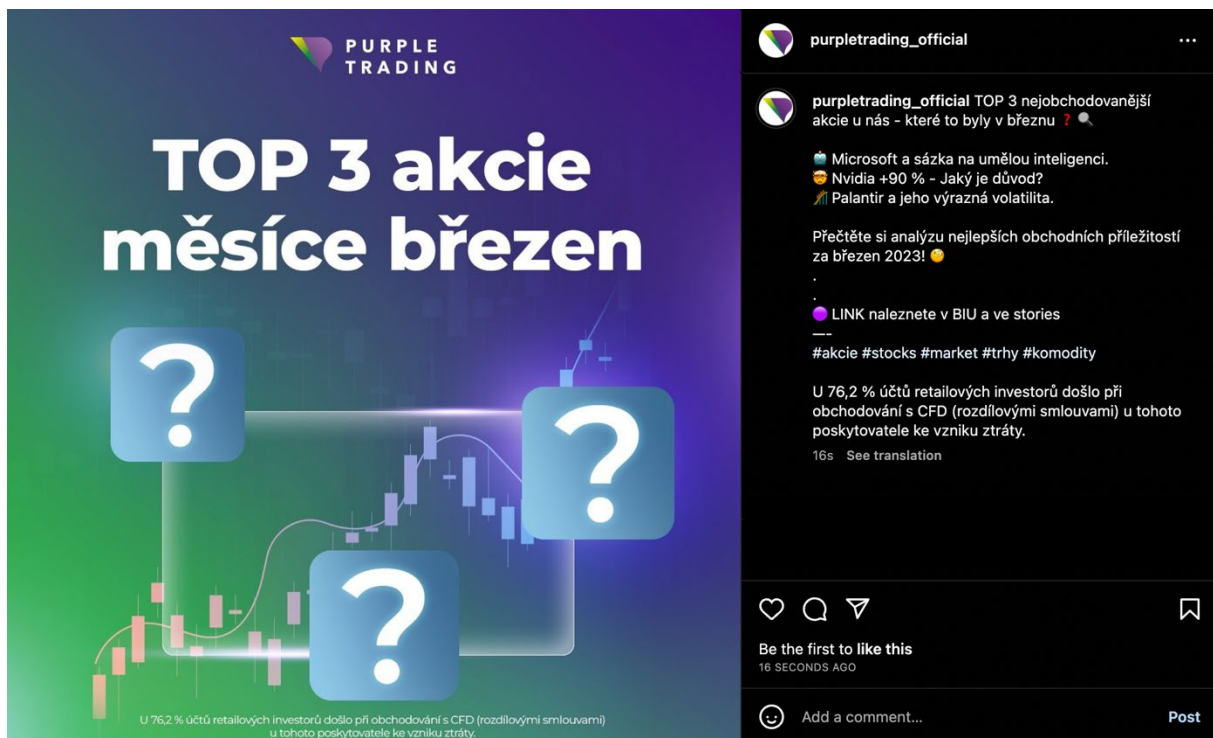 PURPLE
TRADING
TOP 3 akcie
měsíce březen
?
?
?
U 76,2 % účtů retailových investorů došlo při obchodování s CFD (rozdílovými smlouvami)
u tohoto poskytovatele ke vzniku ztráty.
purpletrading_official
purpletrading_official TOP 3 nejobchodovanější
akcie u nás - které to byly v březnu ❓ 🔍
🤖 Microsoft a sázka na umělou inteligenci.
🤯 Nvidia +90 % - Jaký je důvod?
🎢 Palantir a jeho výrazná volatilita.
Přečtěte si analýzu nejlepších obchodních příležitostí
za březen 2023! 🧐
.
.
🟣 LINK naleznete v BIU a ve stories
—-
#akcie #stocks #market #trhy #komodity
U 76,2 % účtů retailových investorů došlo při
obchodování s CFD (rozdílovými smlouvami) u tohoto
poskytovatele ke vzniku ztráty.
16s See translation
Be the first to like this
16 SECONDS AGO
Add a comment...
Post